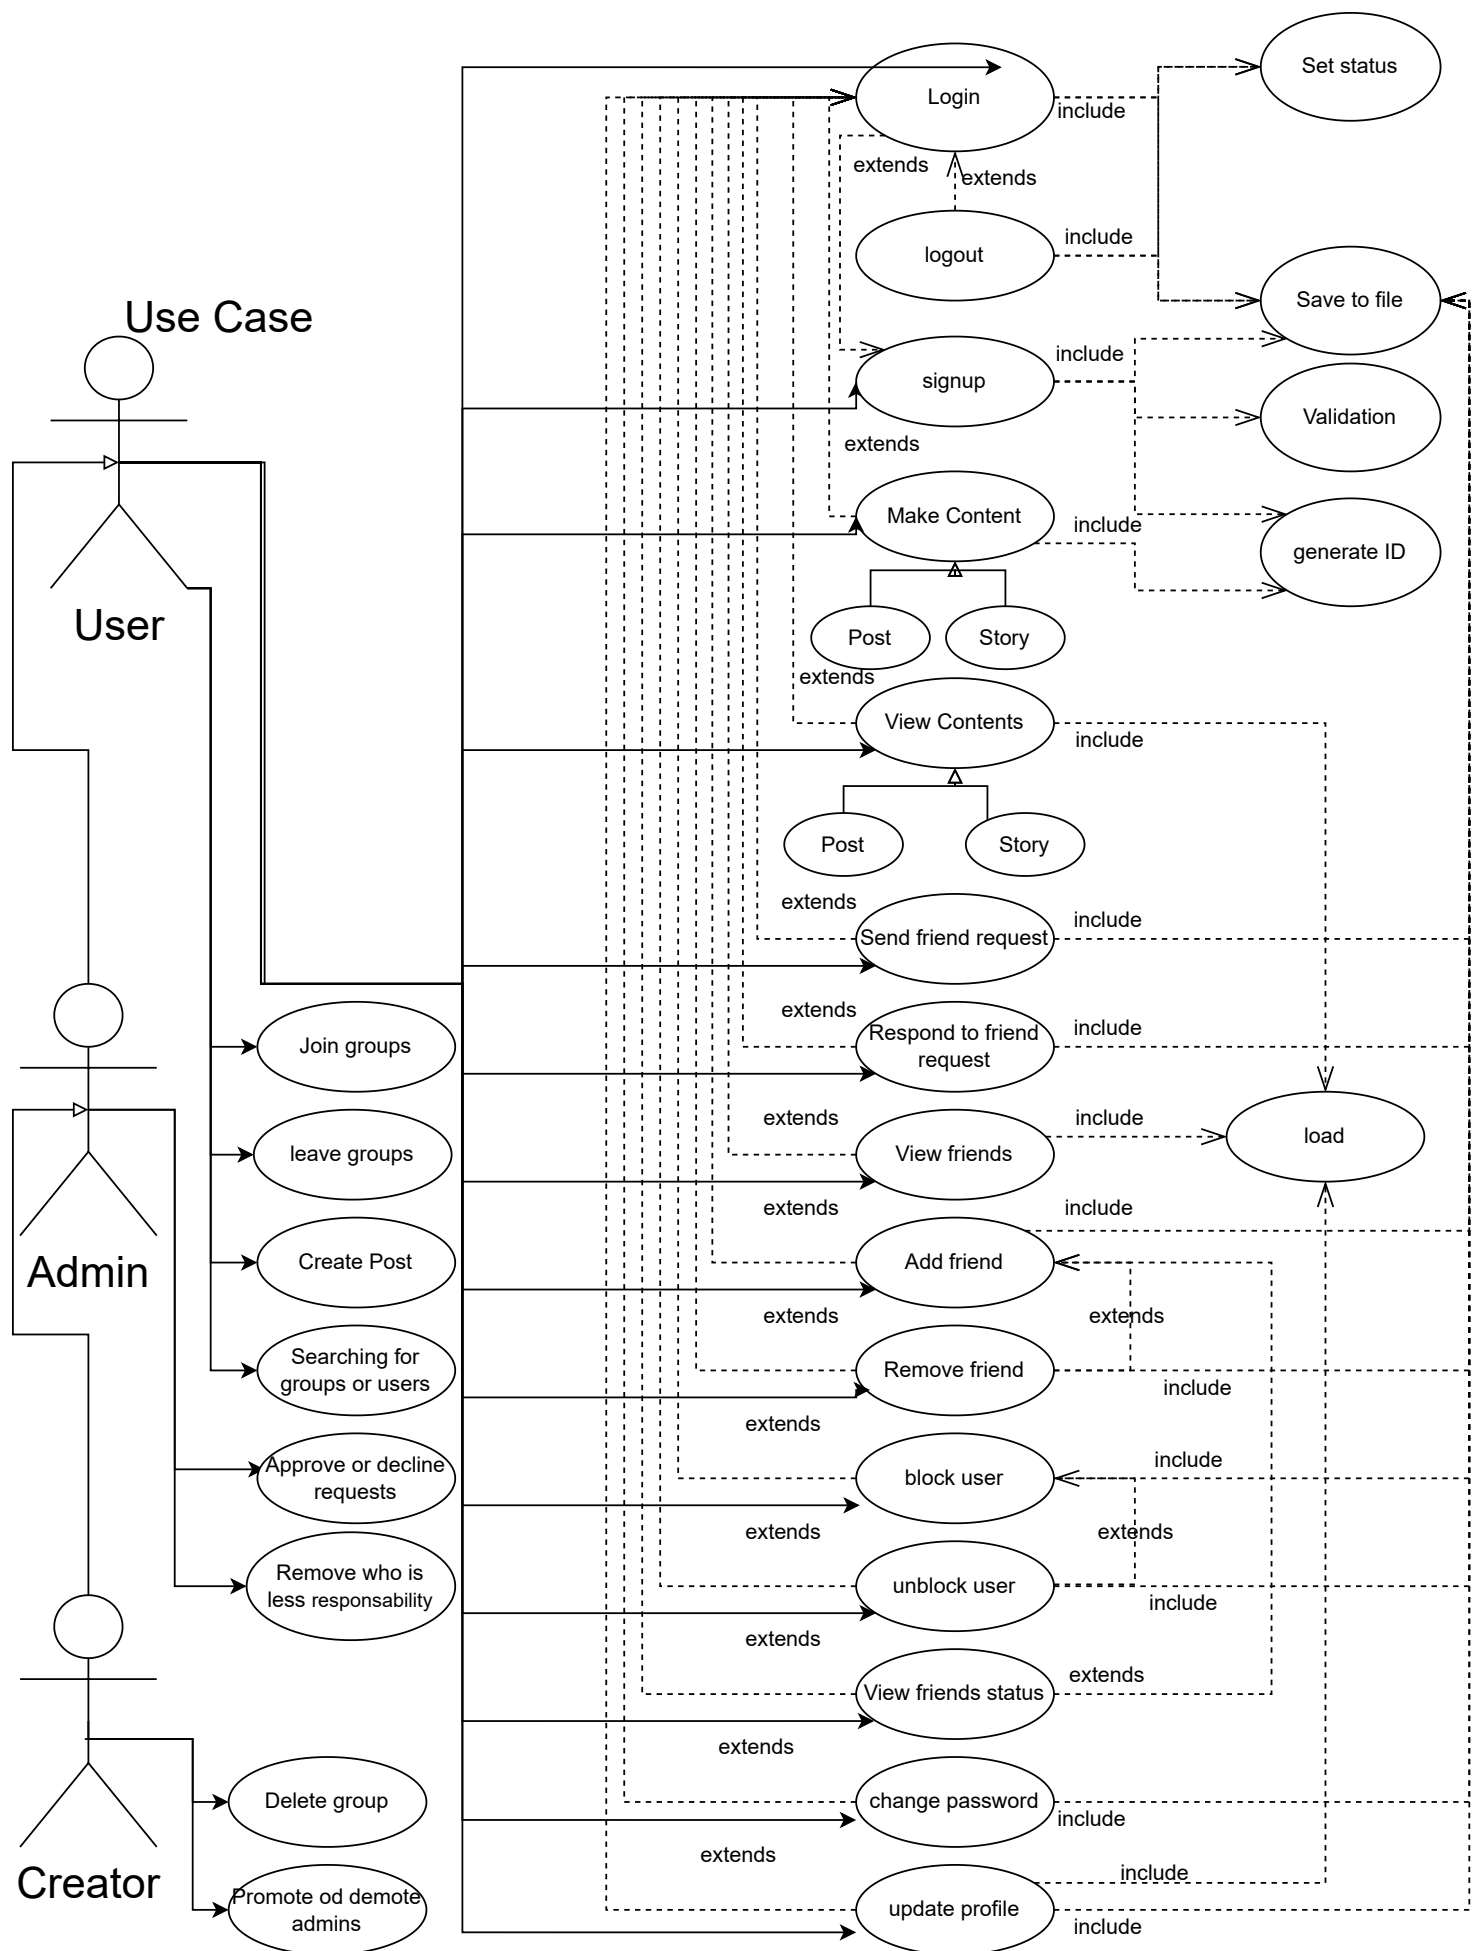 Set status
Login
include
extends
extends
include
logout
Save to file
Use Case
include
signup
Validation
extends
Make Content
include
generate ID
User
Post
Story
extends
View Contents
include
Post
Story
extends
include
Send friend request
extends
include
Respond to friend
request
Join groups
extends
include
load
leave groups
View friends
extends
include
Admin
Create Post
Add friend
extends
extends
Searching for
groups or users
Remove friend
include
extends
include
Approve or decline
requests
block user
extends
extends
Remove who is
less responsability
unblock user
include
extends
extends
View friends status
extends
Delete group
change password
include
extends
include
Creator
Promote od demote
admins
update profile
include